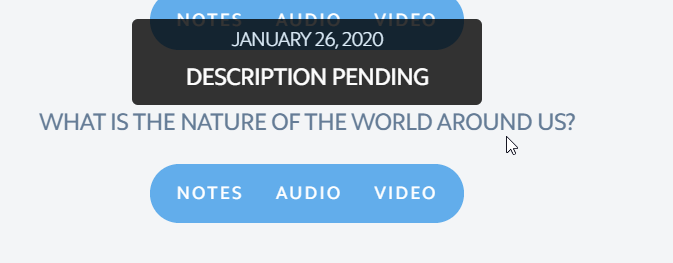 NOTES AUDIO VIDEO
JANUARY 26, 2020
DESCRIPTION PENDING
WHAT IS THE NATURE OF THE WORLD AROUND US?
NOTES AUDIO VIDEO